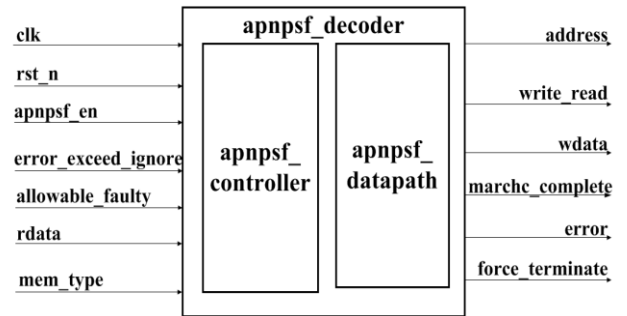 apnpsf_decoder
clk
rst_n
apnpsf_en
error_exceed_ignore
allowable_faulty
rdata
mem_type
apnpsf_
controller
apnpsf_
datapath
address
write_read
wdata
marchc_complete
error
force_terminate